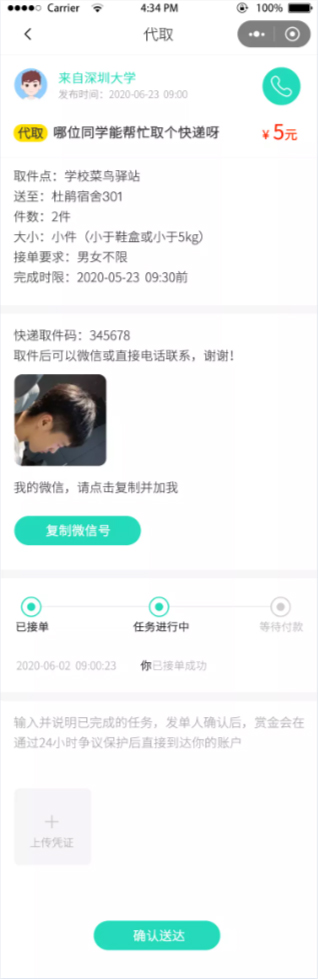 Carrier 4:34 PM 100%
代取
来自深圳大学
发布时间：2020-06-23 09:00
代取 哪位同学能帮忙取个快递呀 ¥5元
取件点：学校菜鸟驿站
送至：杜鹃宿舍301
件数：2件
大小：小件（小于鞋盒或小于5kg）
接单要求：男女不限
完成时限：2020-05-23 09:30前
快递取件码：345678
取件后可以微信或直接电话联系，谢谢！
我的微信，请点击复制并加我
复制微信号
已接单 任务进行中 等待付款
2020-06-02 09:00:23 你已接单成功
输入并说明已完成的任务，发单人确认后，赏金会在
通过24小时争议保护后直接到达你的账户
上传凭证
确认送达